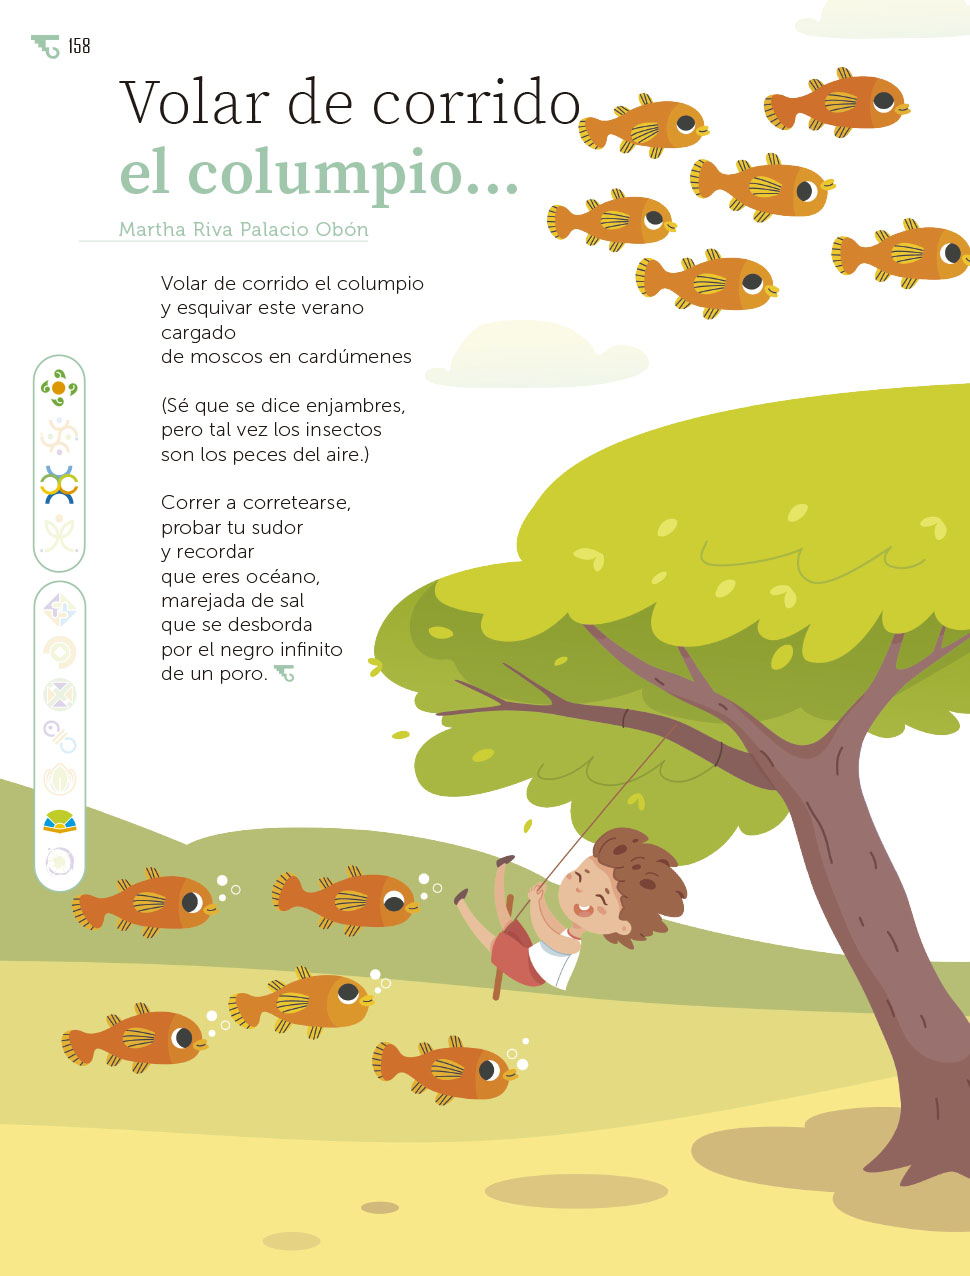 158
Volar de corrido
el columpio...
Martha Riva Palacio Obón
Volar de corrido el columpio
y esquivar este verano
cargado
de moscos en cardúmenes
(Sé que se dice enjambres,
pero tal vez los insectos
son los peces del aire.)
Correr a corretearse,
probar tu sudor
y recordar
que eres océano,
marejada de sal
que se desborda
por el negro infinito
de un poro.